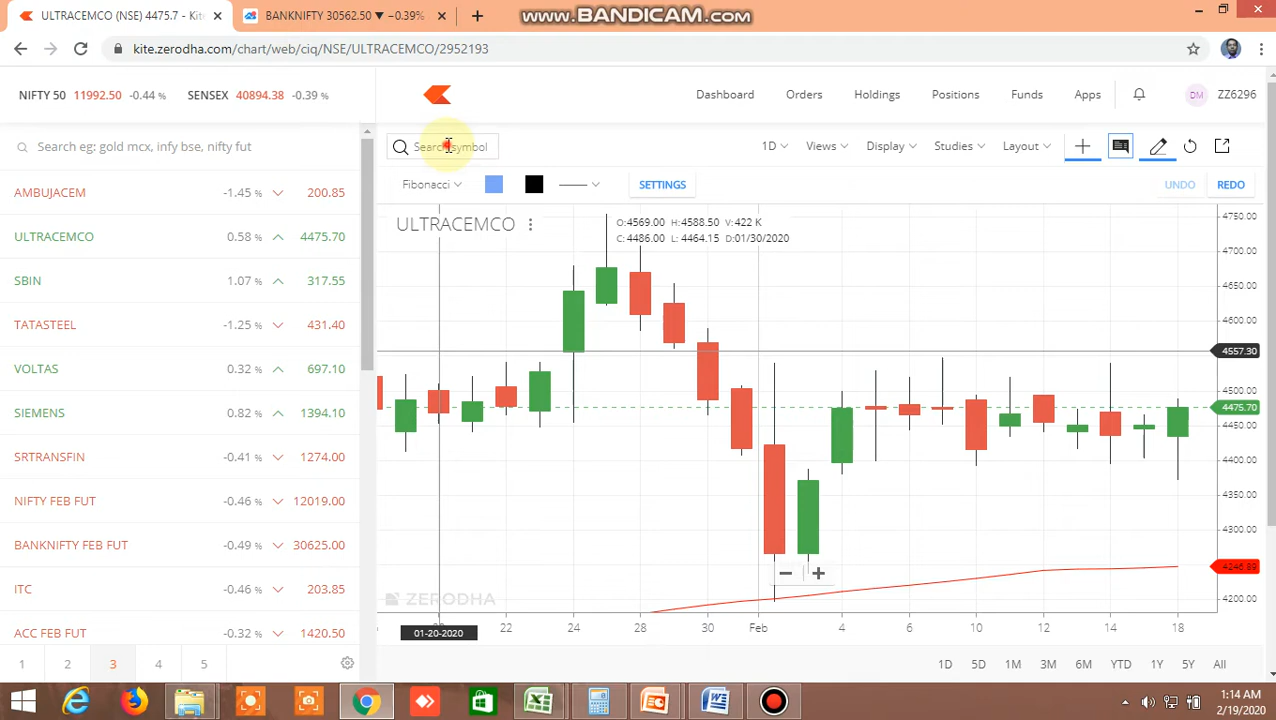 ULTRACEMCO (NSE) 4475.7 - Kit
BANKNIFTY 30562.50 ▼ −0.39%
www.BANDICAM.com
kite.zerodha.com/chart/web/ciq/NSE/ULTRACEMCO/2952193
NIFTY 50 11992.50 -0.44 % SENSEX 40894.38 -0.39 %
Dashboard Orders Holdings Positions Funds Apps DM ZZ6296
Search eg: gold mcx, infy bse, nifty fut
Search symbol 1D Views Display Studies Layout
Fibonacci SETTINGS UNDO REDO
AMBUJACEM -1.45 % 200.85
ULTRACEMCO 0.58 % 4475.70
SBIN 1.07 % 317.55
TATASTEEL -1.25 % 431.40
VOLTAS 0.32 % 697.10
SIEMENS 0.82 % 1394.10
SRTRANSFIN -0.41 % 1274.00
NIFTY FEB FUT -0.46 % 12019.00
BANKNIFTY FEB FUT -0.49 % 30625.00
ITC -0.46 % 203.85
ACC FEB FUT -0.32 % 1420.50
1 2 3 4 5
ULTRACEMCO
O:4569.00 H:4588.50 V:422 K
C: 4486.00 L: 4464.15 D:01/30/2020
4750.00
4700.00
4650.00
4600.00
4557.30
4500.00
4475.70
4450.00
4400.00
4350.00
4300.00
4246.89
4200.00
ZERODHA
01-20-2020
22 24 28 30 Feb 4 6 10 12 14 18
1D 5D 1M 3M 6M YTD 1Y 5Y All
1:14 AM
2/19/2020